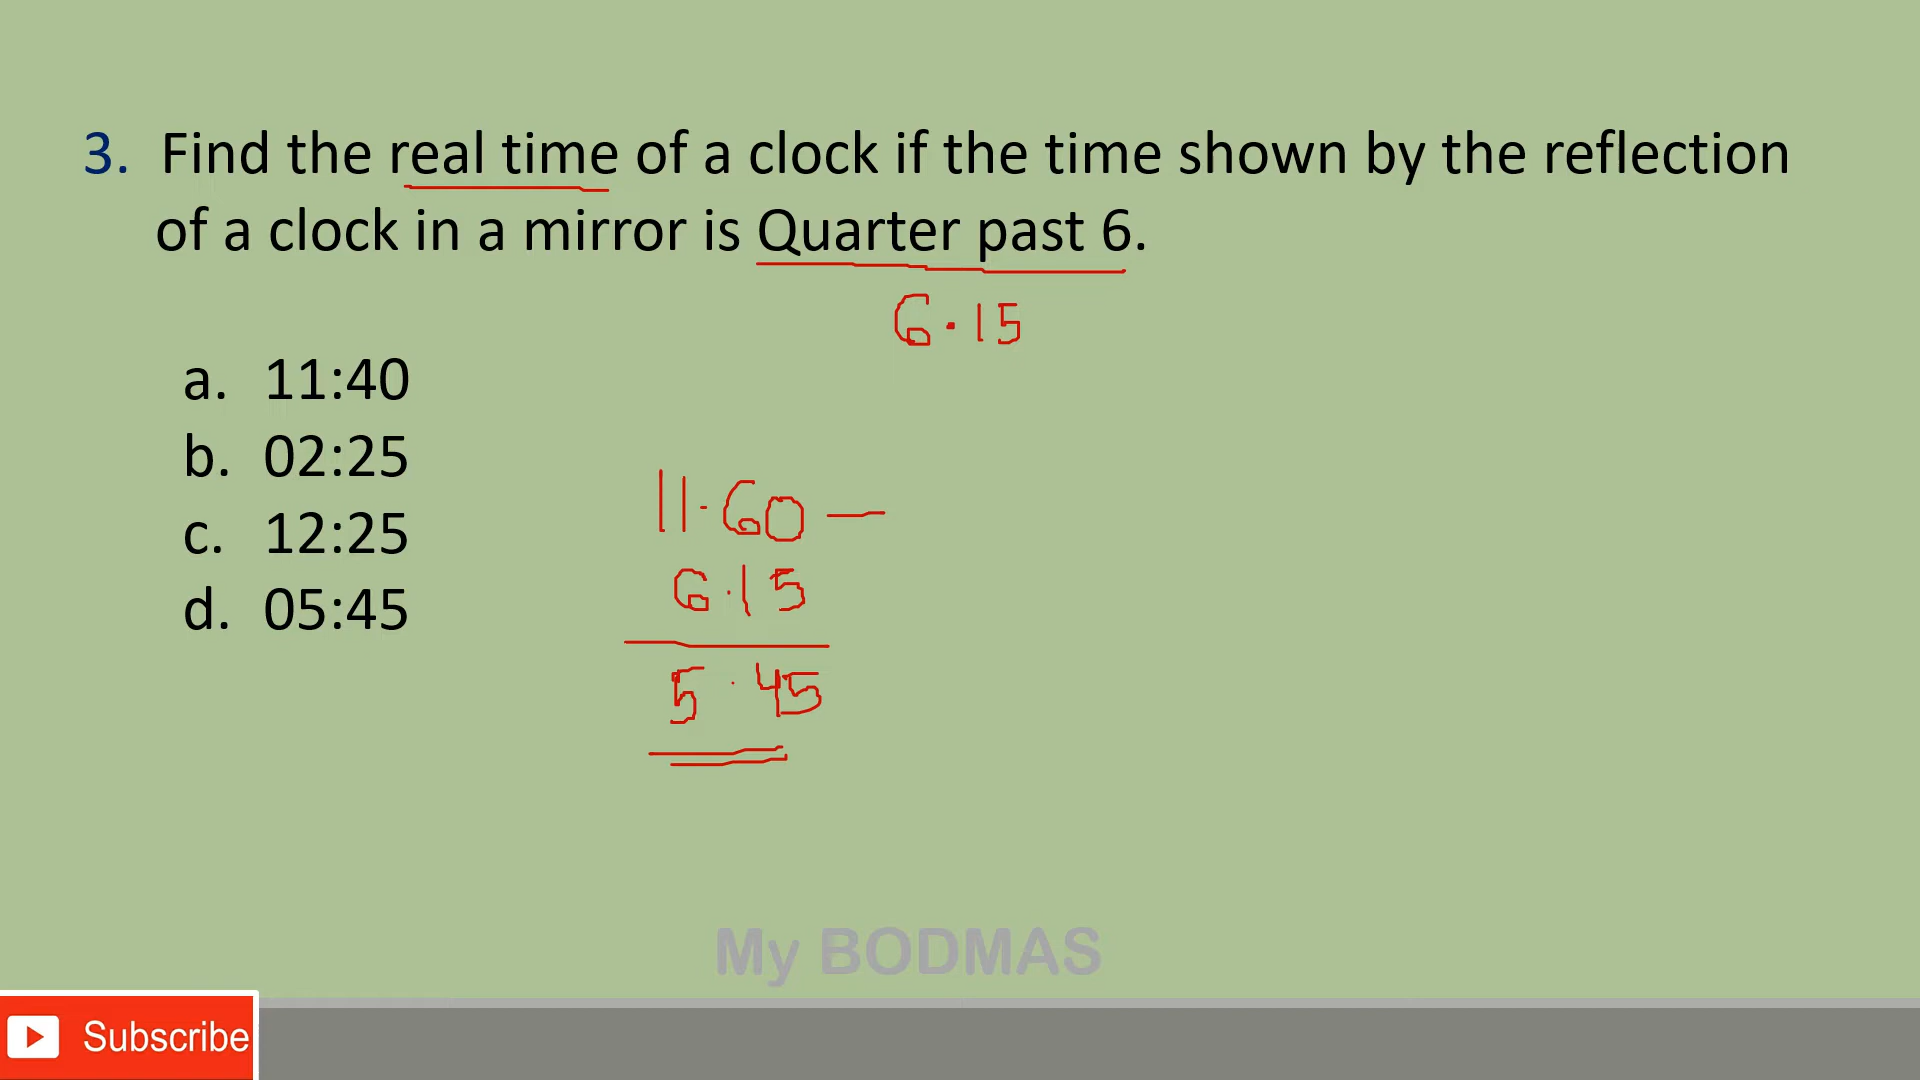 3. Find the real time of a clock if the time shown by the reflection
of a clock in a mirror is Quarter past 6.
6.15
a. 11:40
b. 02:25
c. 12:25
d. 05:45
11.60 —
6.15
5.45
My BODMAS
Subscribe